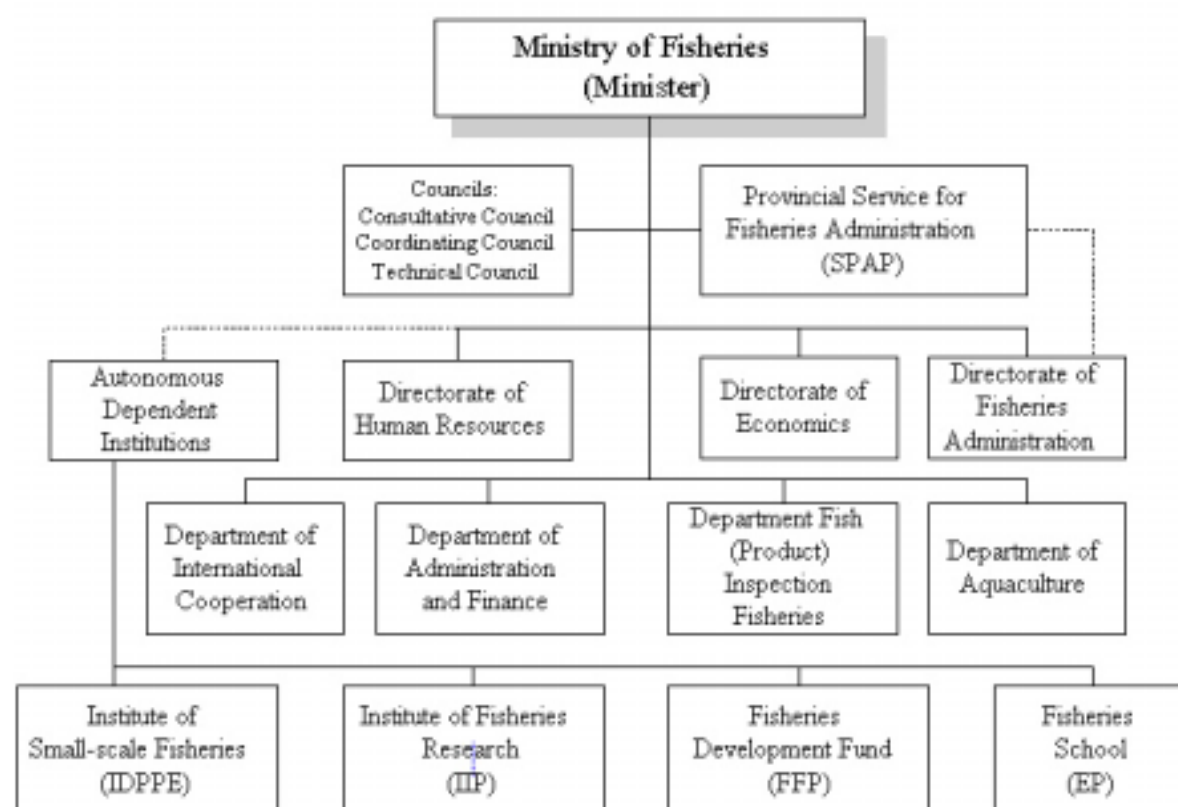 Ministry of Fisheries
(Minister)
Councils:
Consultative Council
Coordinating Council
Technical Council
Provincial Service for
Fisheries Administration
(SPAP)
Autonomous
Dependent
Institutions
Directorate of
Human Resources
Directorate of
Economics
Directorate of
Fisheries
Administration
Department of
International
Cooperation
Department of
Administration
and Finance
Department Fish
(Product)
Inspection
Fisheries
Department of
Aquaculture
Institute of
Small-scale Fisheries
(IDPPE)
Institute of Fisheries
Research
(IIP)
Fisheries
Development Fund
(FFP)
Fisheries
School
(EP)